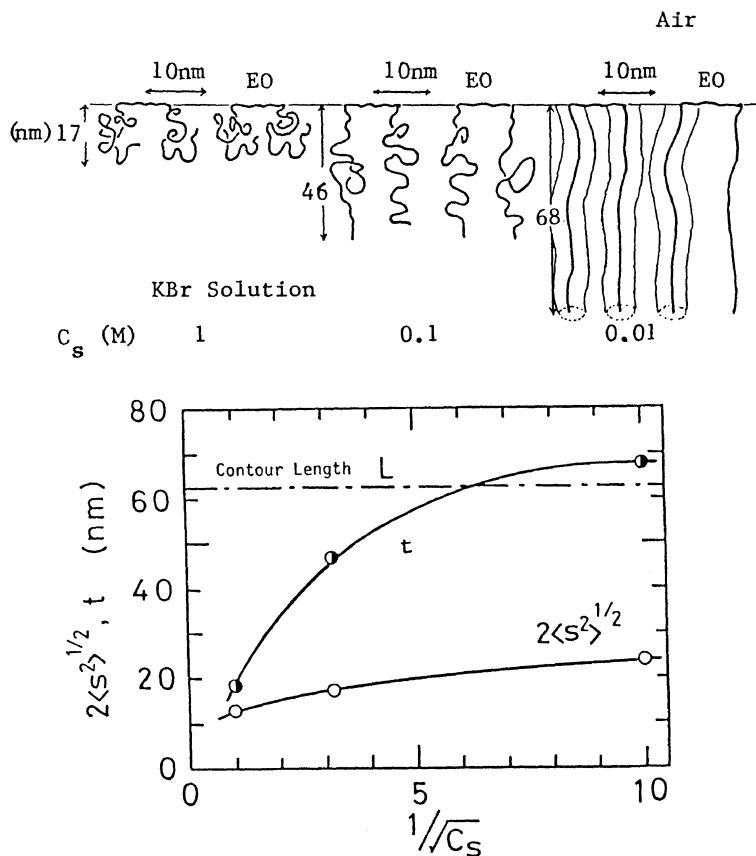 Air
10nm EO 10nm EO 10nm EO
(nm) 17
46
68
KBr Solution
C_s (M) 1 0.1 0.01
80
60
40
20
0
Contour Length L
t
2<s²>^1/2
2<s²>^1/2, t (nm)
0 5 10
1/√C_s